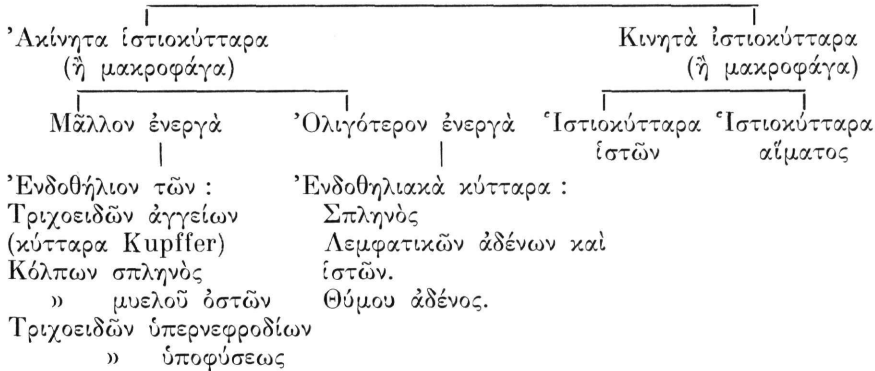 Ἀκίνητα ἱστιοκύτταρα
(ἢ μακροφάγα)
Κινητὰ ἰστιοκύτταρα
(ἢ μακροφάγα)
Μᾶλλον ἐνεργὰ
Ὀλιγότερον ἐνεργὰ
Ἱστιοκύτταρα
ἱστῶν
Ἱστιοκύτταρα
αἵματος
Ἐνδοθήλιον τῶν :
Τριχοειδῶν ἀγγείων
(κύτταρα Kupffer)
Κόλπων σπληνὸς
» μυελοῦ ὀστῶν
Τριχοειδῶν ὑπερνεφροδίων
» ὑποφύσεως
Ἐνδοθηλιακὰ κύτταρα :
Σπληνὸς
Λεμφατικῶν ἀδένων καὶ
ἱστῶν.
Θύμου ἀδένος.